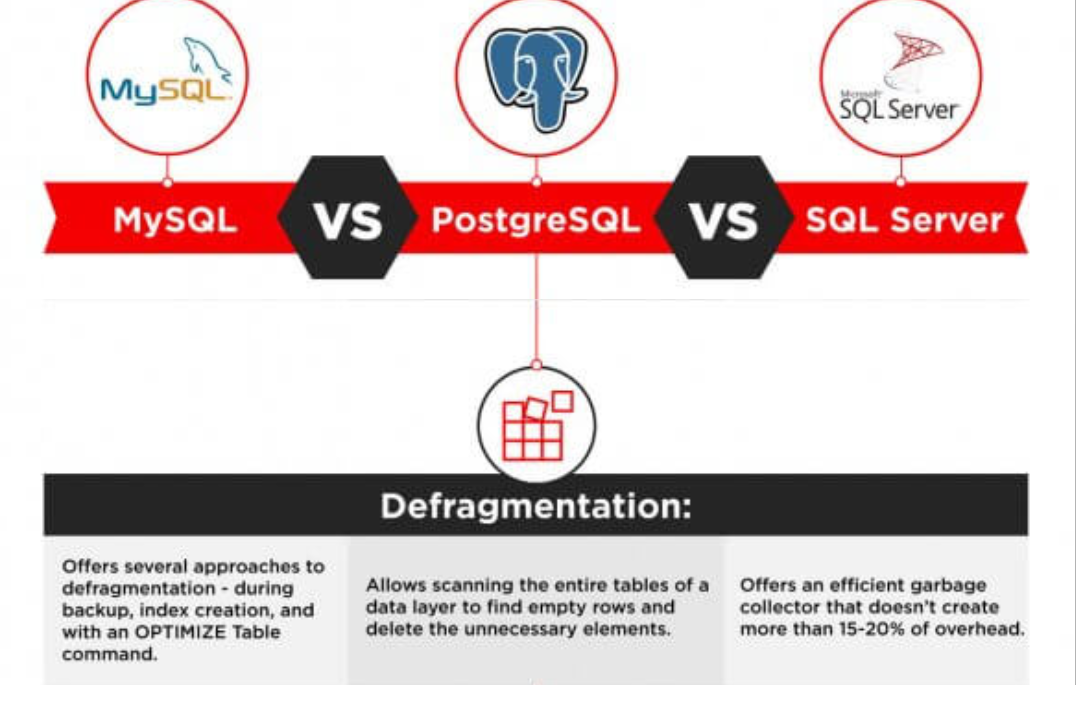 MySQL.
Microsoft
SQL Server
MySQL
VS
PostgreSQL
VS
SQL Server
Defragmentation:
Offers several approaches to
defragmentation - during
backup, index creation, and
with an OPTIMIZE Table
command.
Allows scanning the entire tables of a
data layer to find empty rows and
delete the unnecessary elements.
Offers an efficient garbage
collector that doesn't create
more than 15-20% of overhead.